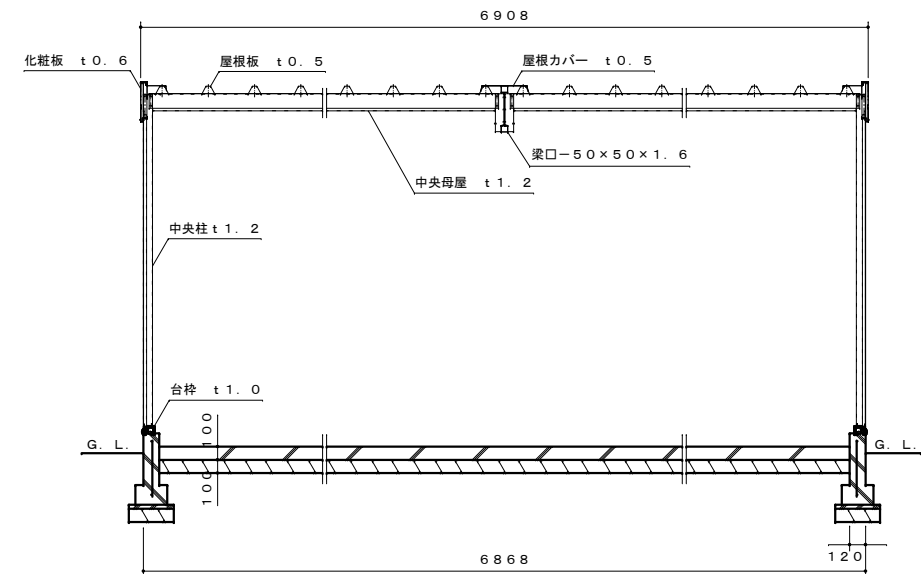 6908
化粧板 t0.6
屋根板 t0.5
屋根カバー t0.5
梁口-50×50×1.6
中央母屋 t1.2
中央柱t1.2
台枠 t1.0
100
G.L.
G.L.
100
120
6868